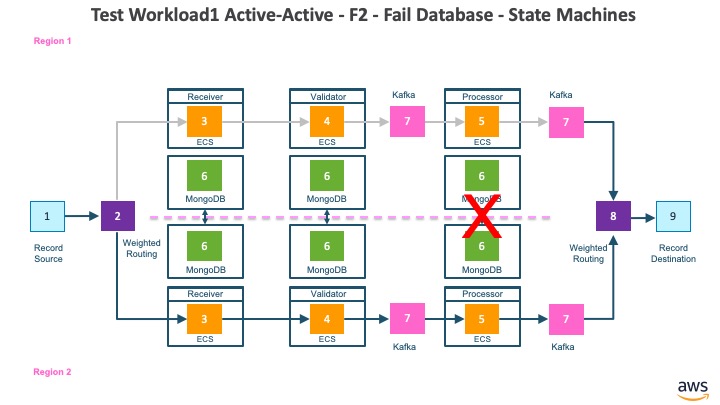 Test Workload1 Active-Active - F2 - Fail Database - State Machines
Region 1
Receiver
3
ECS
Validator
4
ECS
Kafka
7
Processor
5
ECS
Kafka
7
6
MongoDB
6
MongoDB
6
MongoDB
1
Record
Source
2
Weighted
Routing
8
Weighted
Routing
9
Record
Destination
6
MongoDB
6
MongoDB
6
MongoDB
Receiver
3
ECS
Validator
4
ECS
7
Kafka
Processor
5
ECS
7
Kafka
Region 2
aws